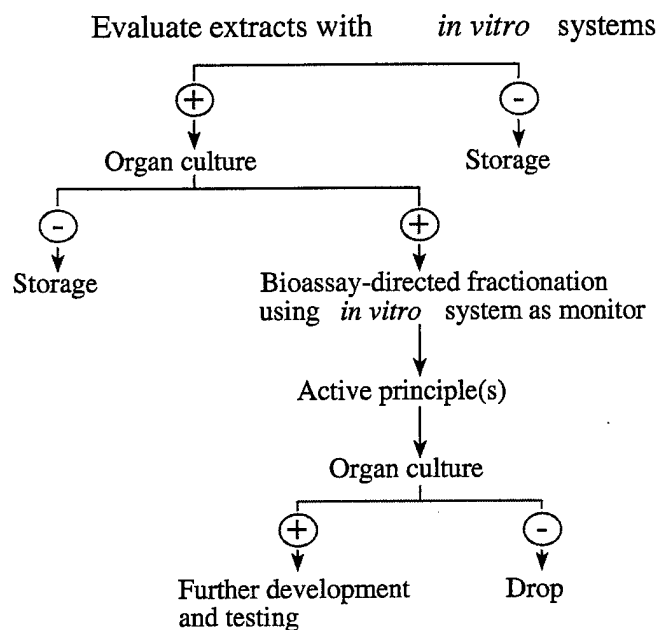 Evaluate extracts with in vitro systems
+
-
Organ culture
Storage
-
+
Storage
Bioassay-directed fractionation
using in vitro system as monitor
Active principle(s)
Organ culture
+
-
Further development
and testing
Drop